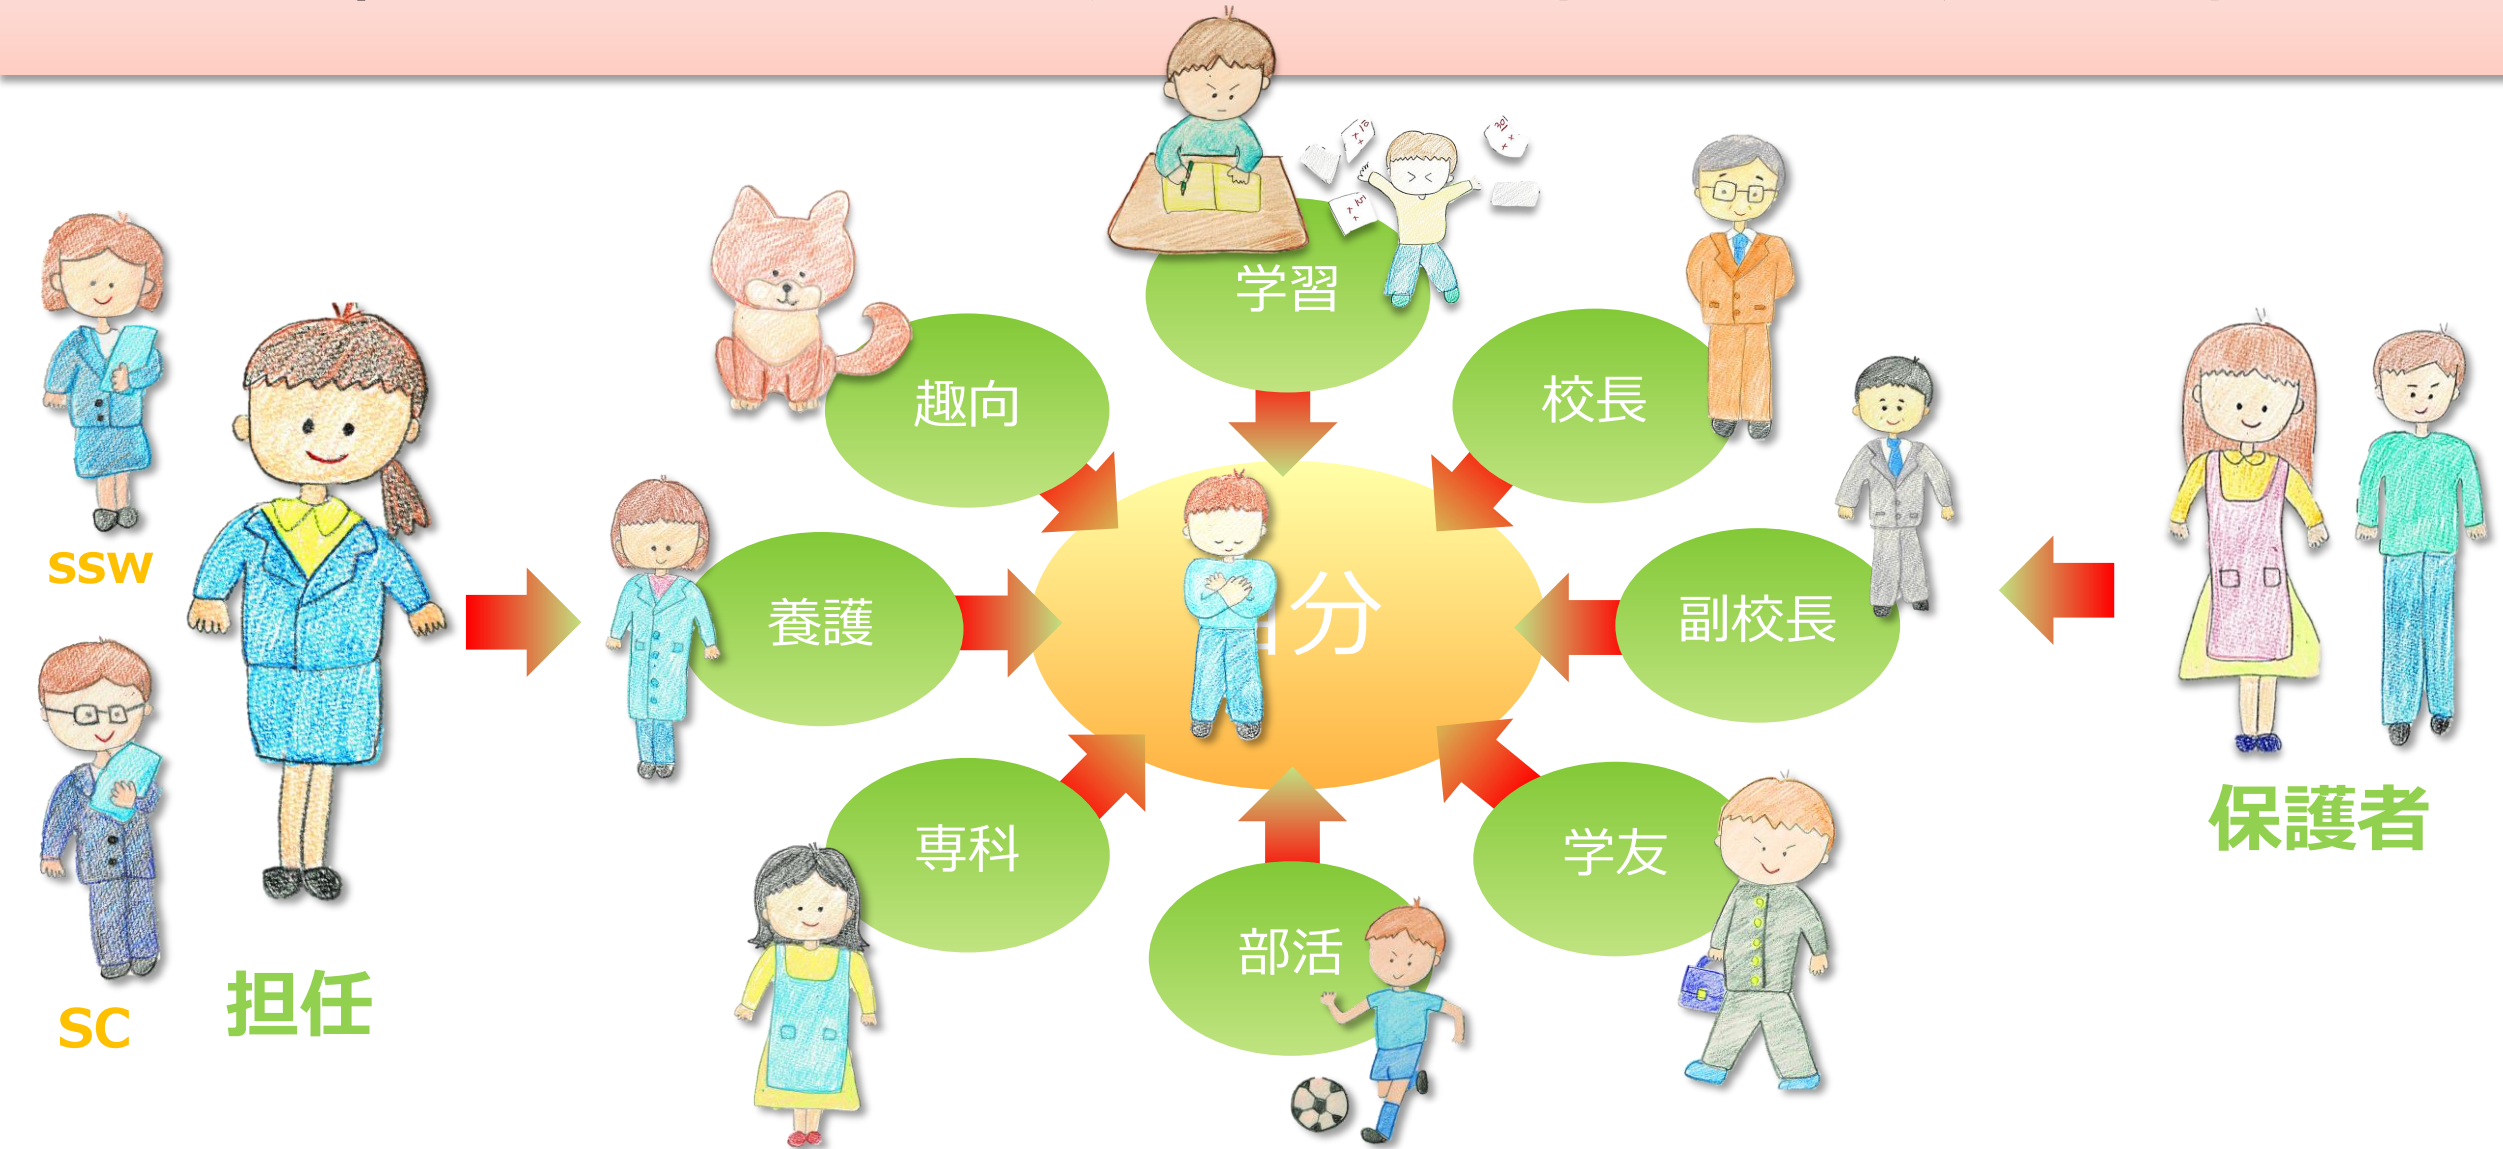 学習
趣向
校長
SSW
養護
分
副校長
専科
学友
保護者
部活
担任
SC